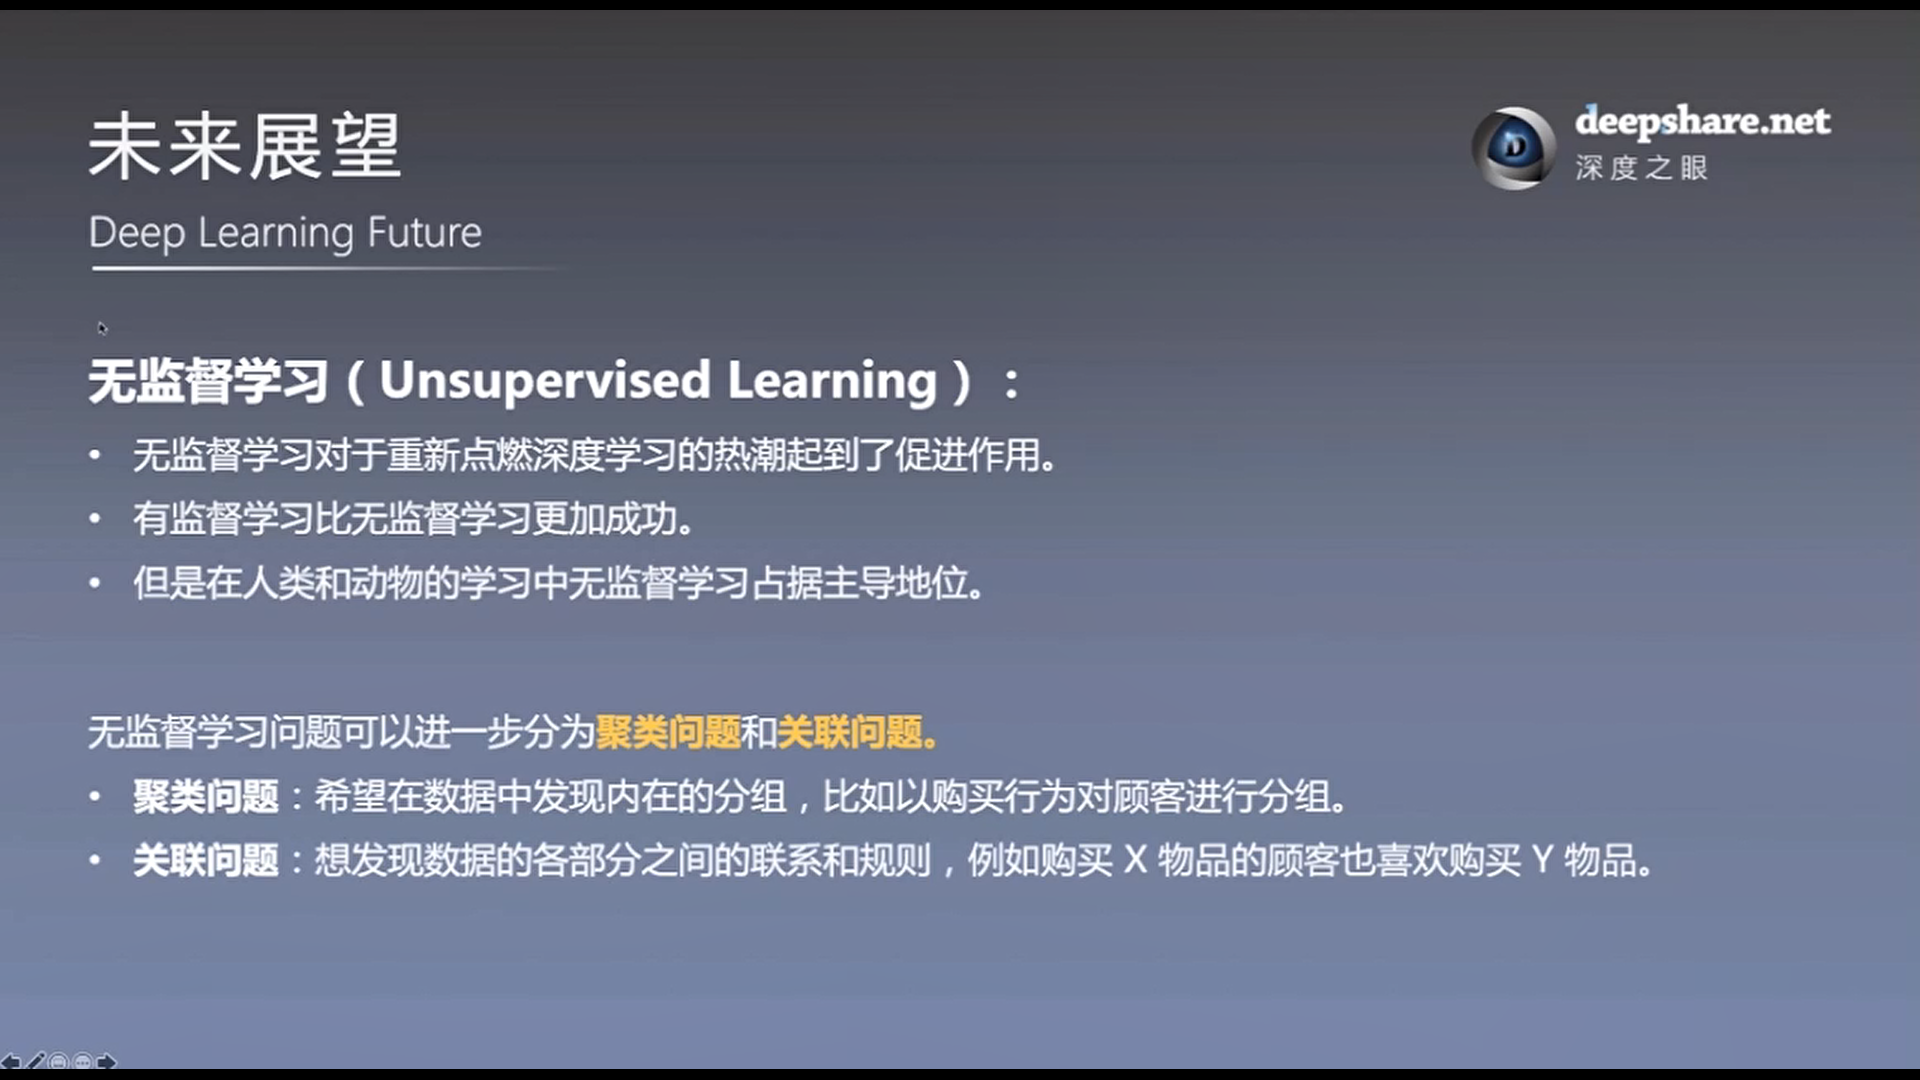 未来展望
Deep Learning Future
deepshare.net
深度之眼
无监督学习（Unsupervised Learning）：
• 无监督学习对于重新点燃深度学习的热潮起到了促进作用。
• 有监督学习比无监督学习更加成功。
• 但是在人类和动物的学习中无监督学习占据主导地位。
无监督学习问题可以进一步分为聚类问题和关联问题。
• 聚类问题：希望在数据中发现内在的分组，比如以购买行为对顾客进行分组。
• 关联问题：想发现数据的各部分之间的联系和规则，例如购买 X 物品的顾客也喜欢购买 Y 物品。